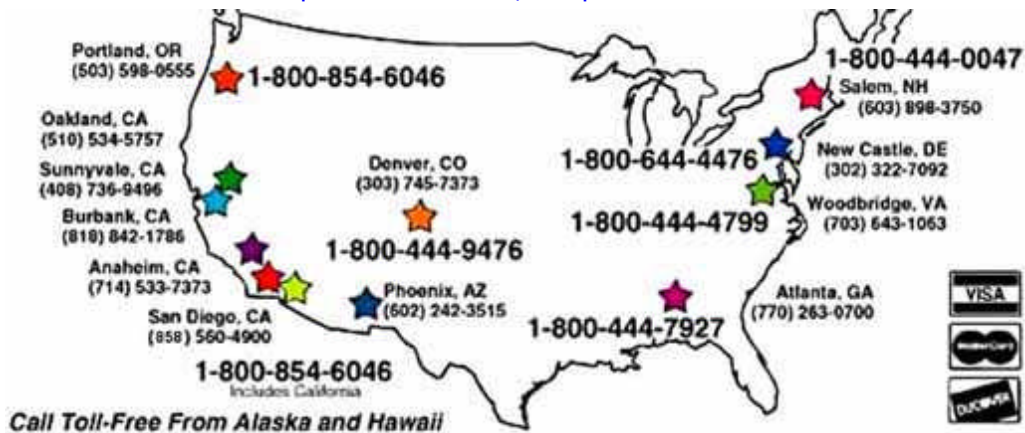 1-800-444-0047
Portland, OR
(503) 598-0555
1-800-854-6046
Salem, NH
(603) 898-3750
Oakland, CA
(510) 534-5757
1-800-644-4476
New Castle, DE
(302) 322-7092
Denver, CO
(303) 745-7373
Sunnyvale, CA
(408) 736-9496
Burbank, CA
(818) 842-1786
1-800-444-4799
Woodbridge, VA
(703) 643-1063
1-800-444-9476
Anaheim, CA
(714) 533-7373
Phoenix, AZ
(602) 242-3515
Atlanta, GA
(770) 263-0700
San Diego, CA
(858) 560-4900
1-800-444-7927
VISA
1-800-854-6046
Includes California
MasterCard
DISCOVER
Call Toll-Free From Alaska and Hawaii